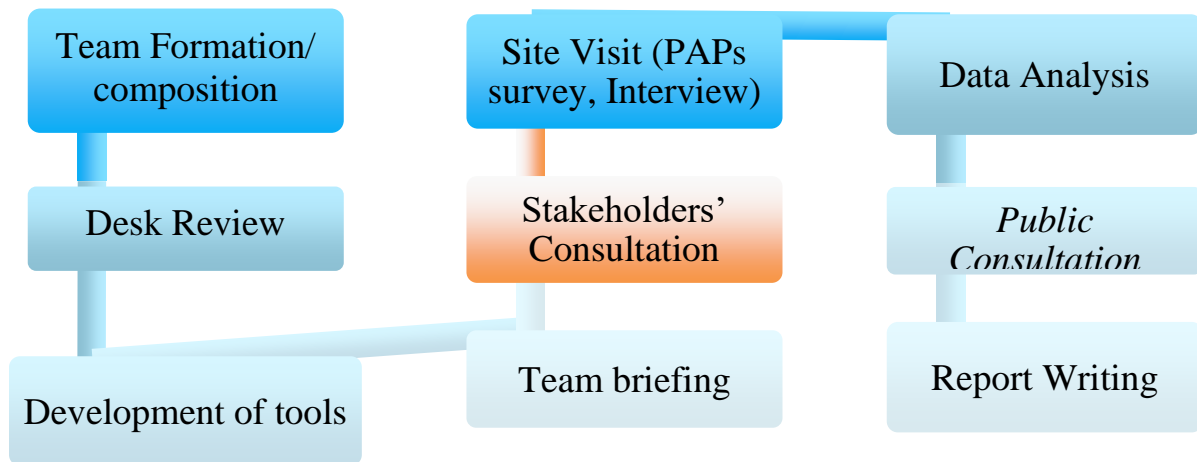 Team Formation/
composition
Desk Review
Development of tools
Site Visit (PAPs
survey, Interview)
Stakeholders’
Consultation
Team briefing
Data Analysis
Public
Consultation
Report Writing